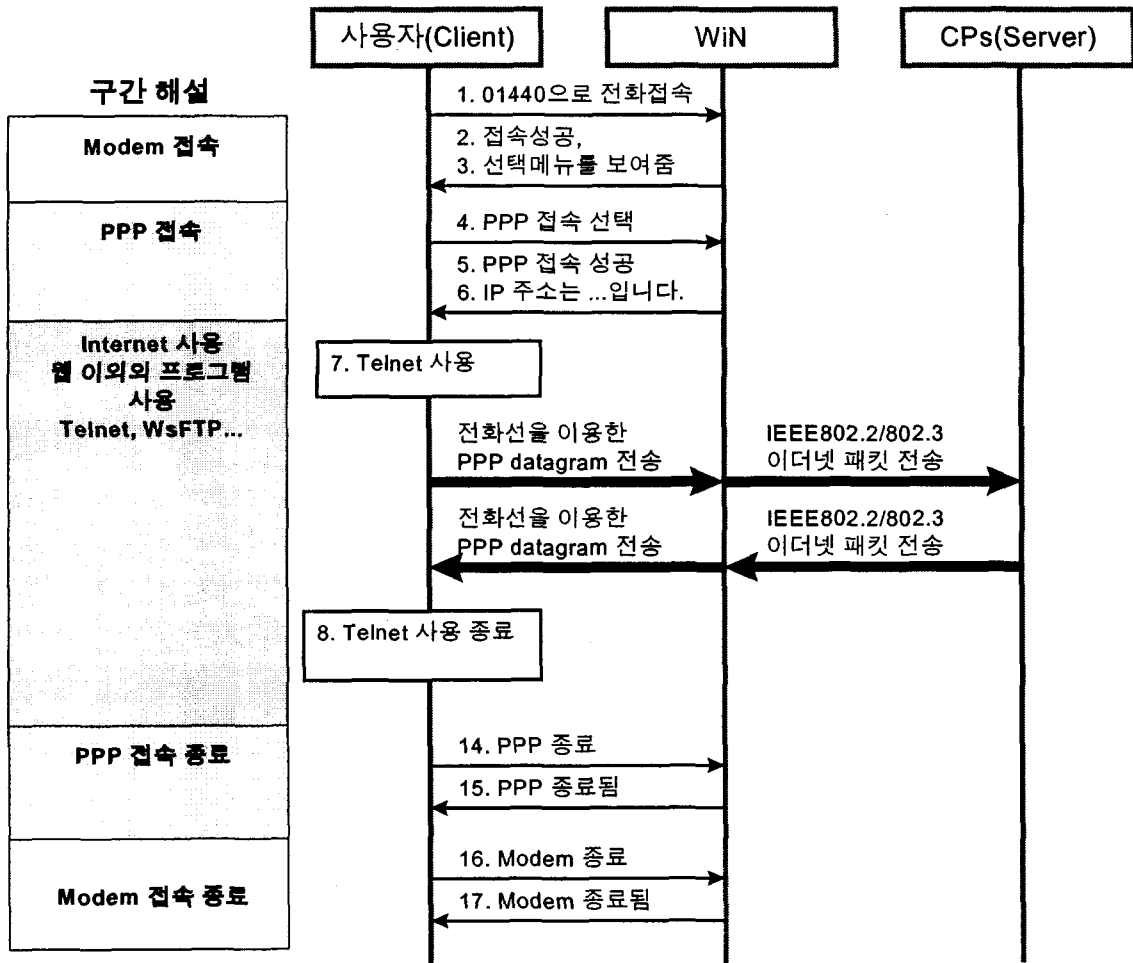 사용자(Client)
WiN
CPs(Server)
구간 해설
Modem 접속
PPP 접속
Internet 사용
웹 이외의 프로그램
사용
Telnet, WsFTP...
PPP 접속 종료
Modem 접속 종료
1. 01440으로 전화접속
2. 접속성공,
3. 선택메뉴를 보여줌
4. PPP 접속 선택
5. PPP 접속 성공
6. IP 주소는 ...입니다.
7. Telnet 사용
전화선을 이용한
PPP datagram 전송
IEEE802.2/802.3
이더넷 패킷 전송
전화선을 이용한
PPP datagram 전송
IEEE802.2/802.3
이더넷 패킷 전송
8. Telnet 사용 종료
14. PPP 종료
15. PPP 종료됨
16. Modem 종료
17. Modem 종료됨